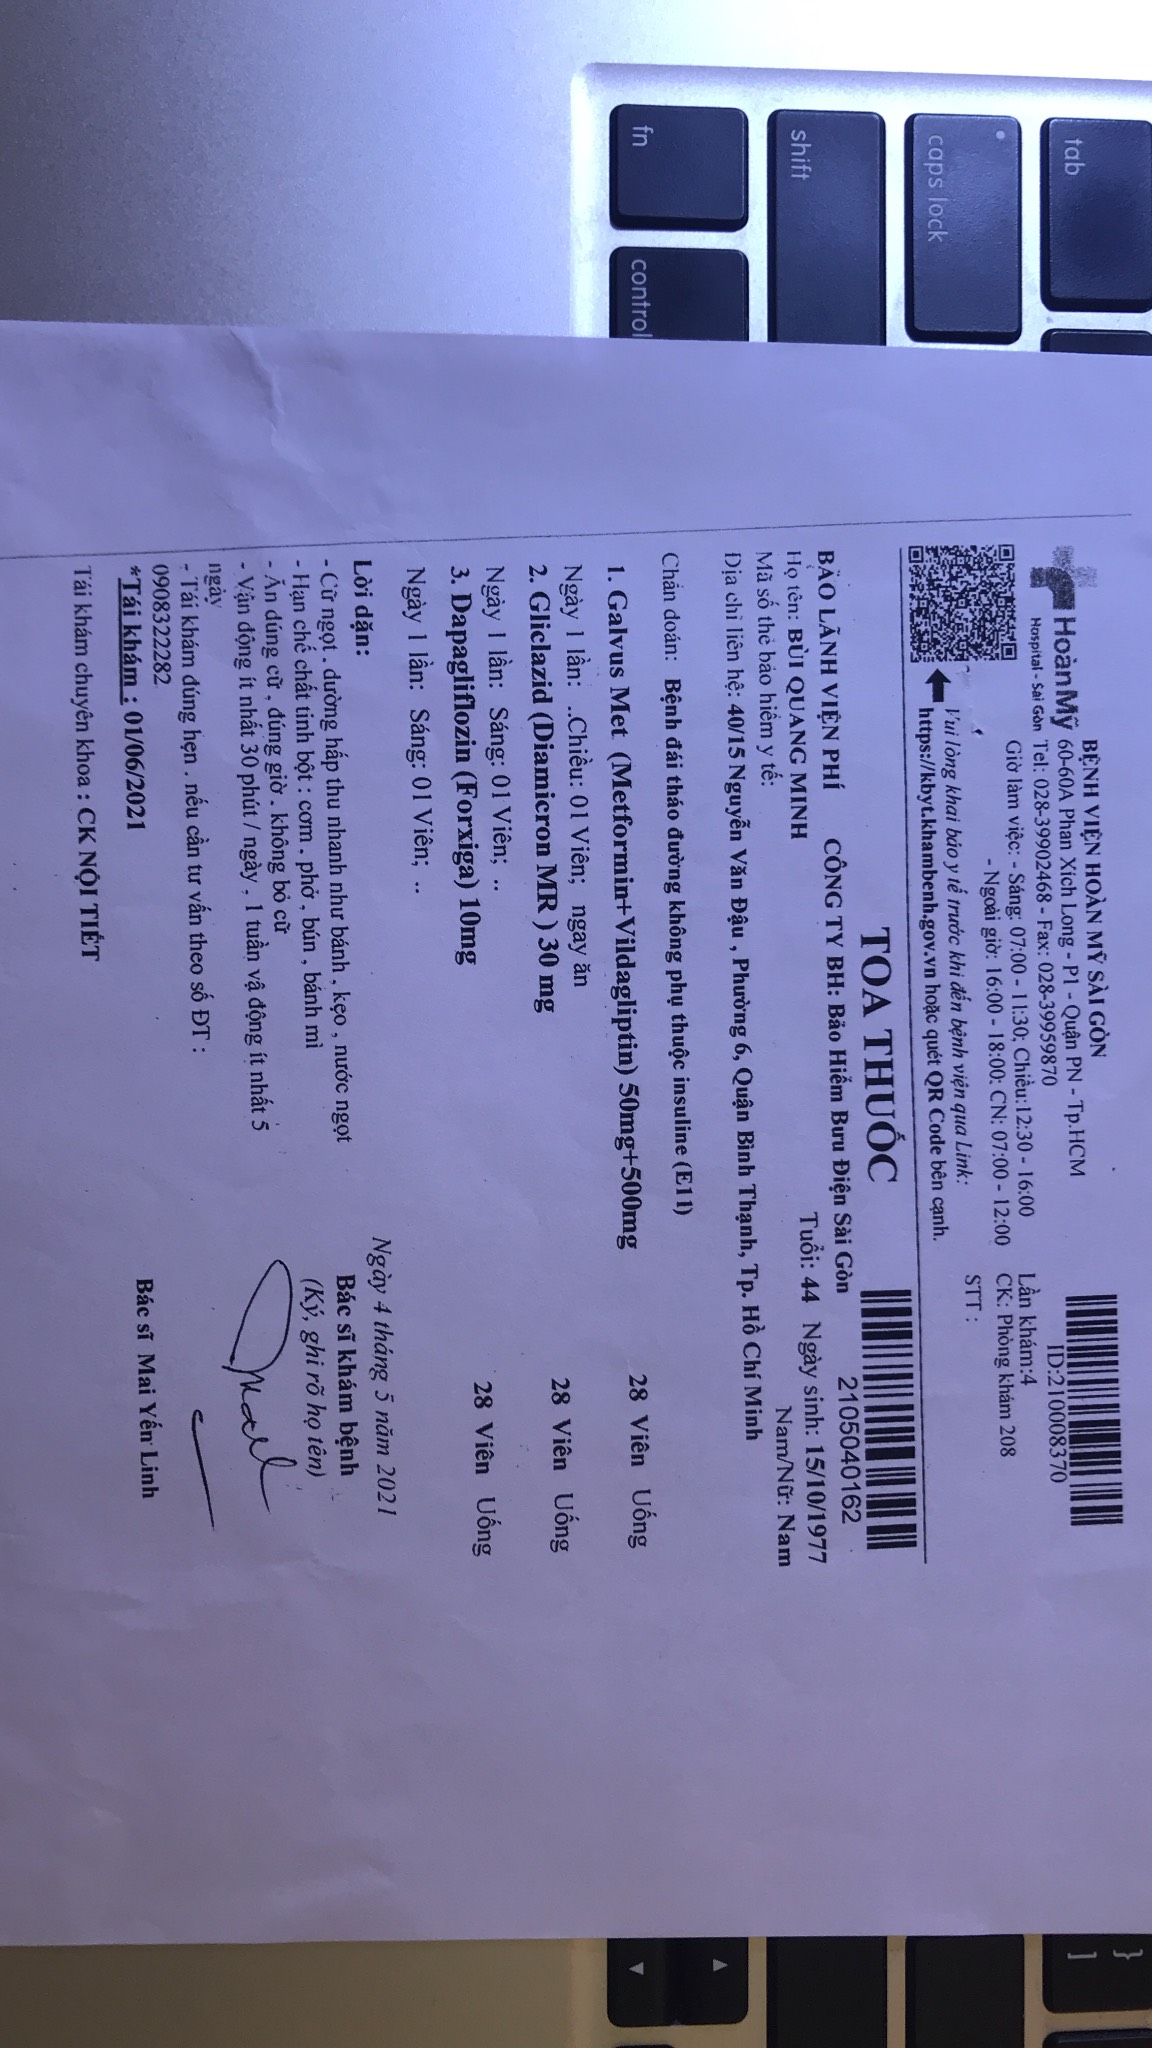 BỆNH VIỆN HOÀN MỸ SÀI GÒN
HoànMỹ
Hospital - Sài Gòn
60-60A Phan Xích Long - P1 - Quận PN - Tp.HCM
Tel: 028-39902468 - Fax: 028-39959870
Giờ làm việc: - Sáng: 07:00 - 11:30; Chiều:12:30 - 16:00
- Ngoài giờ: 16:00 - 18:00: CN: 07:00 - 12:00
ID:2100008370
Lần khám:4
CK: Phòng khám 208
STT :
Vui lòng khai báo y tế trước khi đến bệnh viện qua Link:
https://kbyt.khambenh.gov.vn hoặc quét QR Code bên cạnh.
TOA THUỐC
2105040162
BẢO LÃNH VIỆN PHÍ CÔNG TY BH: Bảo Hiểm Bưu Điện Sài Gòn
Họ tên: BÙI QUANG MINH Tuổi: 44 Ngày sinh: 15/10/1977
Mã số thẻ bảo hiểm y tế: Nam/Nữ: Nam
Địa chỉ liên hệ: 40/15 Nguyễn Văn Đậu , Phường 6, Quận Bình Thạnh, Tp. Hồ Chí Minh
Chẩn đoán: Bệnh đái tháo đường không phụ thuộc insuline (E11)
1. Galvus Met (Metformin+Vildagliptin) 50mg+500mg 28 Viên Uống
Ngày 1 lần: ..Chiều: 01 Viên; ngay ăn
2. Gliclazid (Diamicron MR ) 30 mg 28 Viên Uống
Ngày 1 lần: Sáng: 01 Viên; ..
3. Dapagliflozin (Forxiga) 10mg 28 Viên Uống
Ngày 1 lần: Sáng: 01 Viên; ..
Lời dặn:
- Cữ ngọt . đường hấp thu nhanh như bánh , kẹo , nước ngọt
- Hạn chế chất tinh bột : cơm . phở , bún , bánh mì
- Ăn đúng cữ , đúng giờ . không bỏ cữ
- Vận động ít nhất 30 phút / ngày , 1 tuần vạ động ít nhất 5
ngày
- Tái khám đúng hẹn . nếu cần tư vấn theo số ĐT :
0908322282
*Tái khám : 01/06/2021
Tái khám chuyên khoa : CK NỘI TIẾT
Ngày 4 tháng 5 năm 2021
Bác sĩ khám bệnh
(Ký, ghi rõ họ tên)
Bác sĩ Mai Yến Linh
}
]
tab
caps lock
shift
fn
control